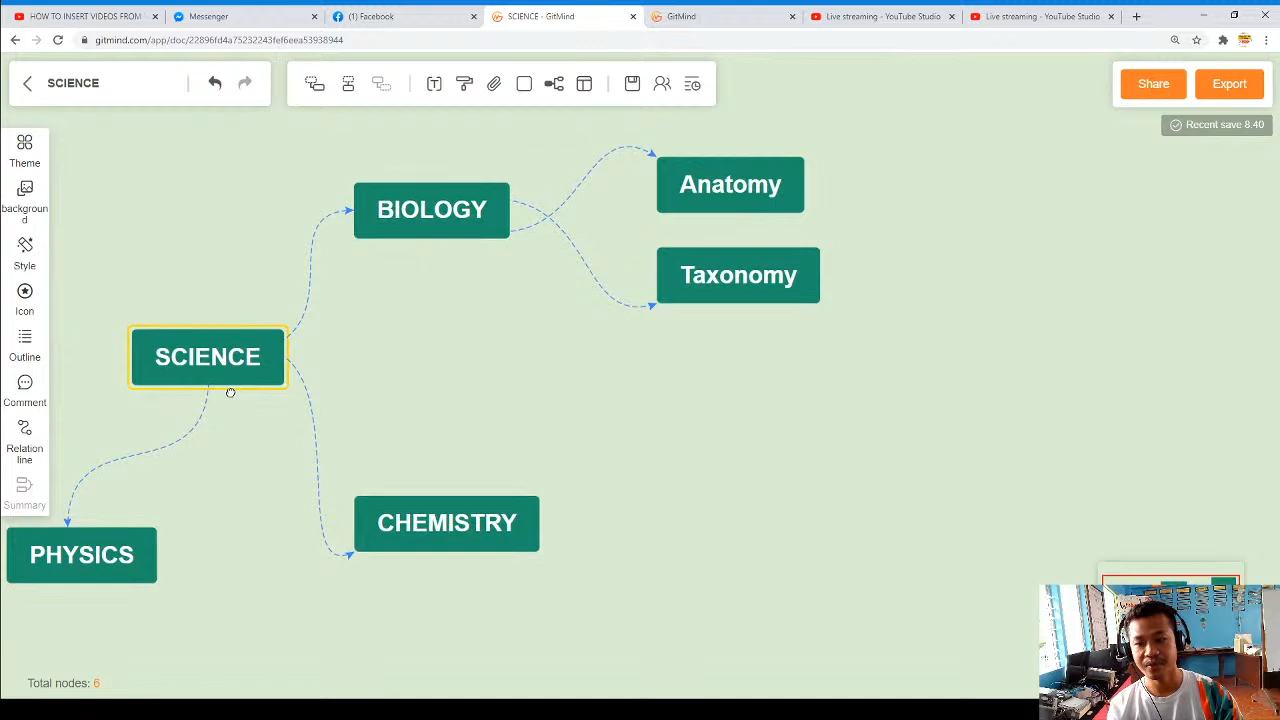 HOW TO INSERT VIDEOS FROM
Messenger
(1) Facebook
SCIENCE - GitMind
GitMind
Live streaming - YouTube Studio
Live streaming - YouTube Studio
gitmind.com/app/doc/22896fd4a75232243fef6eea53938944
SCIENCE
Share
Export
Recent save 8.40
Theme
backgroun
d
Style
Icon
Outline
Comment
Relation
line
Summary
BIOLOGY
Anatomy
Taxonomy
SCIENCE
CHEMISTRY
PHYSICS
Total nodes: 6